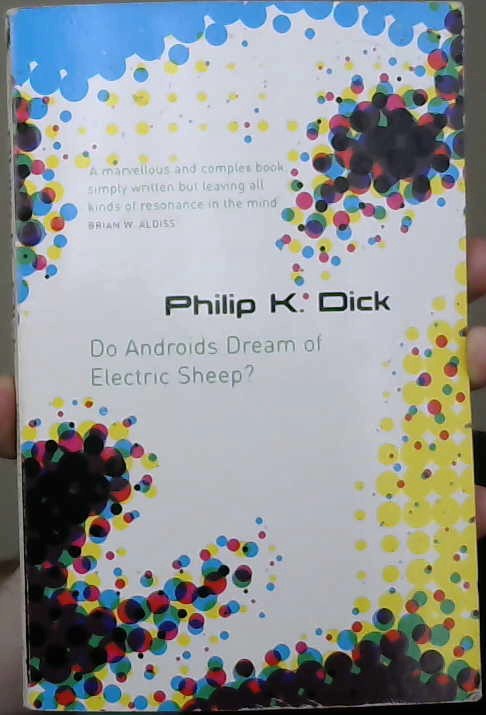 A marvellous and complex book
simply written but leaving all
kinds of resonance in the mind
BRIAN W. ALDISS
Philip K. Dick
Do Androids Dream of
Electric Sheep?